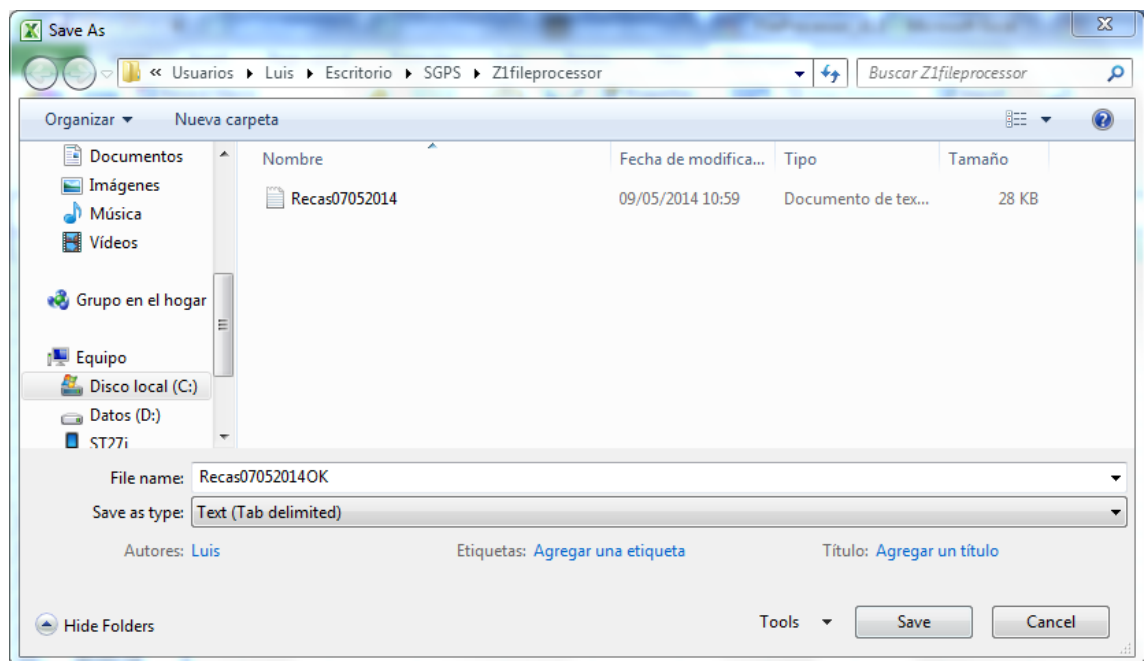 Save As
« Usuarios ▸ Luis ▸ Escritorio ▸ SGPS ▸ Z1fileprocessor
Buscar Z1fileprocessor
Organizar
Nueva carpeta
Documentos
Imágenes
Música
Vídeos
Grupo en el hogar
Equipo
Disco local (C:)
Datos (D:)
ST27i
Nombre Fecha de modifica... Tipo Tamaño
Recas07052014 09/05/2014 10:59 Documento de tex... 28 KB
File name: Recas07052014OK
Save as type: Text (Tab delimited)
Autores: Luis Etiquetas: Agregar una etiqueta Título: Agregar un título
Hide Folders Tools Save Cancel